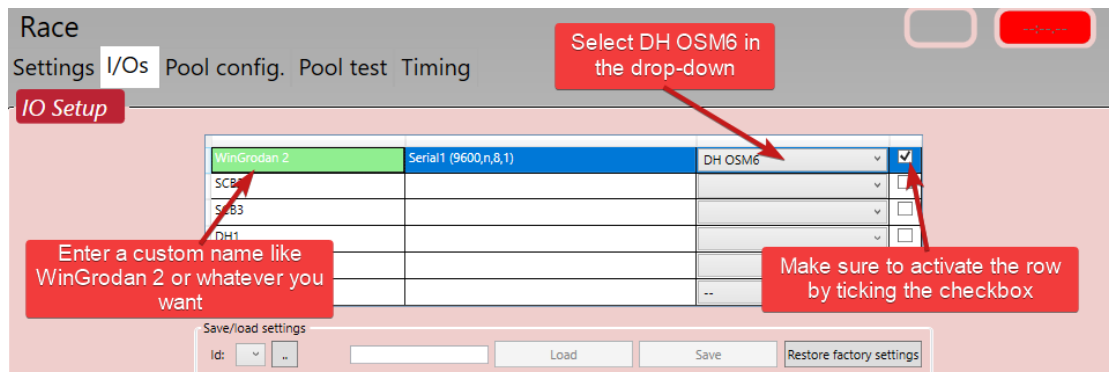 Race
Settings I/Os Pool config. Pool test Timing
--:--.--
Select DH OSM6 in
the drop-down
IO Setup
WinGrodan 2 Serial1 (9600,n,8,1) DH OSM6
SCB3
DH1
--
Enter a custom name like
WinGrodan 2 or whatever you
want
Make sure to activate the row
by ticking the checkbox
Save/load settings
Id: .. Load Save Restore factory settings